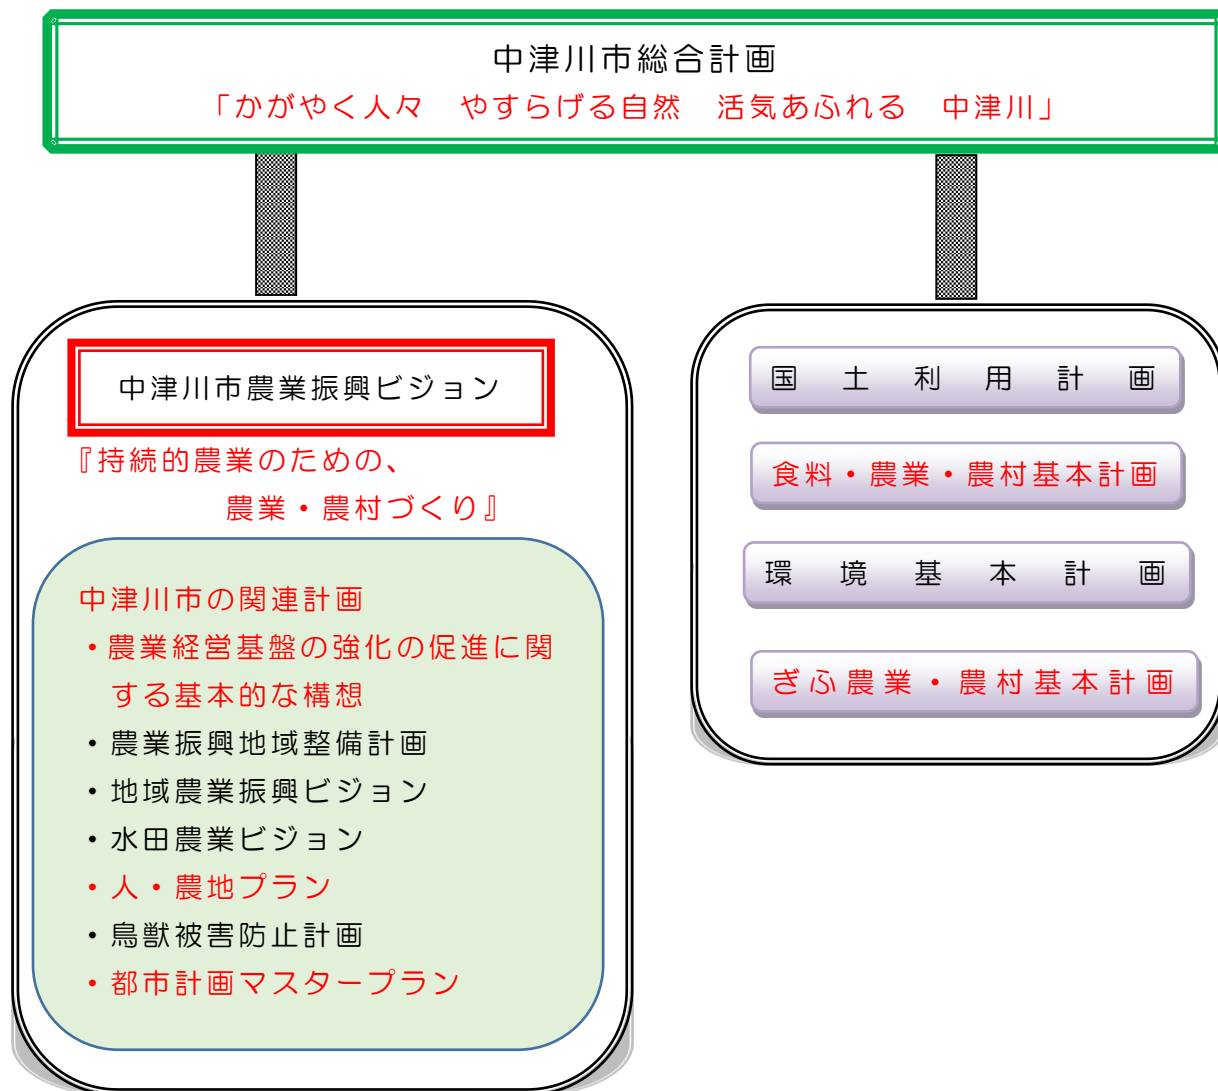 中津川市総合計画
「かがやく人々　やすらげる自然　活気あふれる　中津川」
中津川市農業振興ビジョン
『持続的農業のための、
農業・農村づくり』
中津川市の関連計画
・農業経営基盤の強化の促進に関
する基本的な構想
・農業振興地域整備計画
・地域農業振興ビジョン
・水田農業ビジョン
・人・農地プラン
・鳥獣被害防止計画
・都市計画マスタープラン
国土利用計画
食料・農業・農村基本計画
環境基本計画
ぎふ農業・農村基本計画